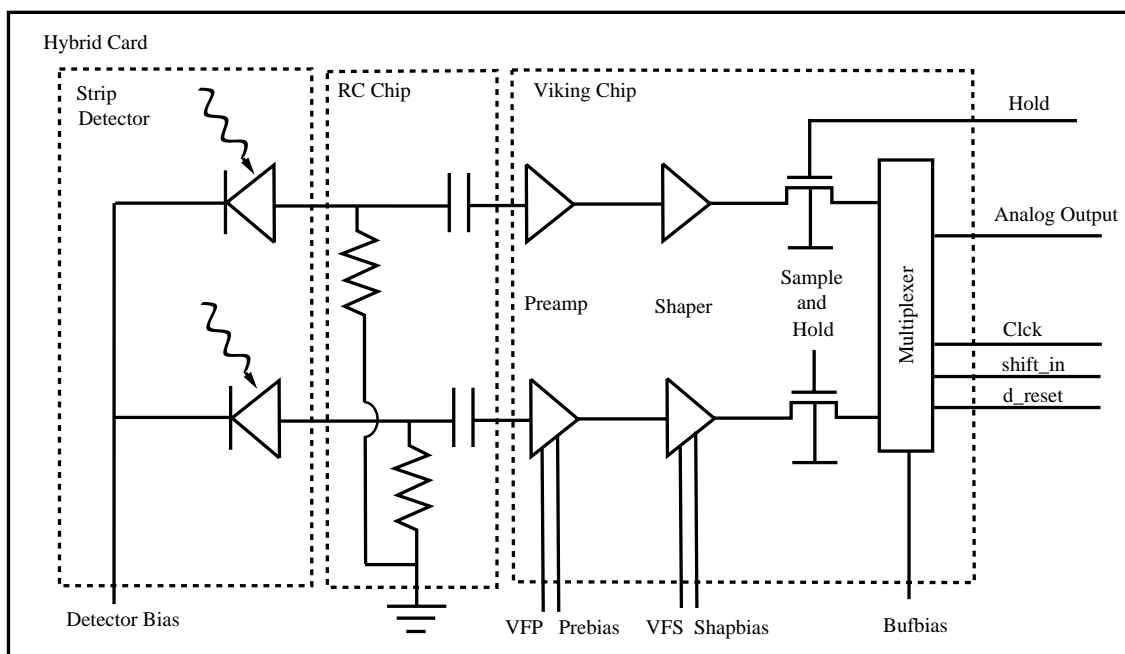 Hybrid Card
Strip
Detector
RC Chip
Viking Chip
Hold
Analog Output
Preamp
Shaper
Sample
and
Hold
Multiplexer
Clck
shift_in
d_reset
Detector Bias
VFP Prebias
VFS Shapbias
Bufbias